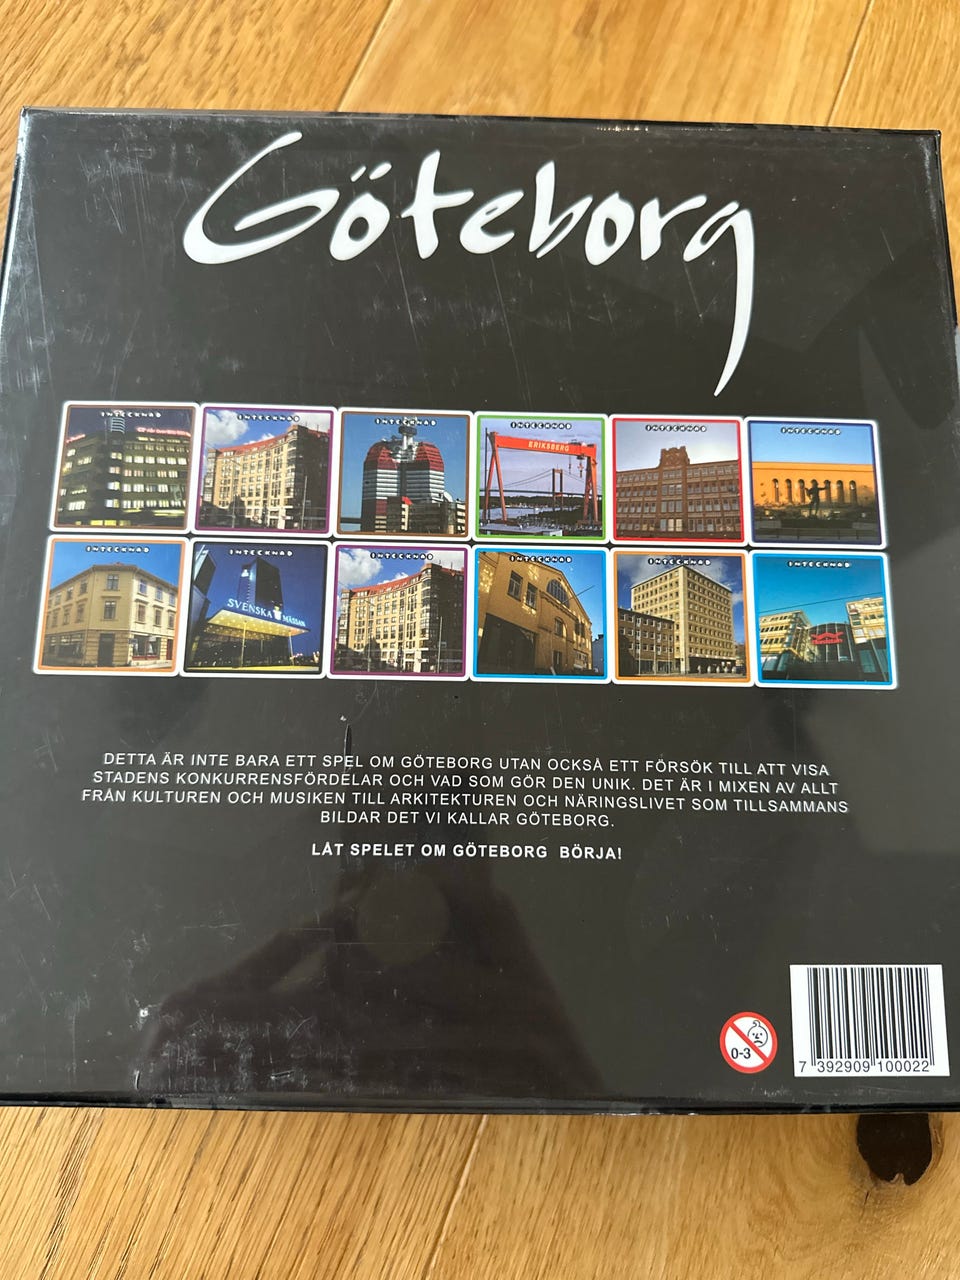 Göteborg
INTECKNAD
INTECKNAD
INTECKNAD
INTECKNAD
ERIKSBERG
INTECKNAD
INTECKNAD
INTECKNAD
INTECKNAD
SVENSKA MÄSSAN
INTECKNAD
INTECKNAD
INTECKNAD
INTECKNAD
DETTA ÄR INTE BARA ETT SPEL OM GÖTEBORG UTAN OCKSÅ ETT FÖRSÖK TILL ATT VISA
STADENS KONKURRENSFÖRDELAR OCH VAD SOM GÖR DEN UNIK. DET ÄR I MIXEN AV ALLT
FRÅN KULTUREN OCH MUSIKEN TILL ARKITEKTUREN OCH NÄRINGSLIVET SOM TILLSAMMANS
BILDAR DET VI KALLAR GÖTEBORG.
LÅT SPELET OM GÖTEBORG BÖRJA!
0-3
7 392909 100022